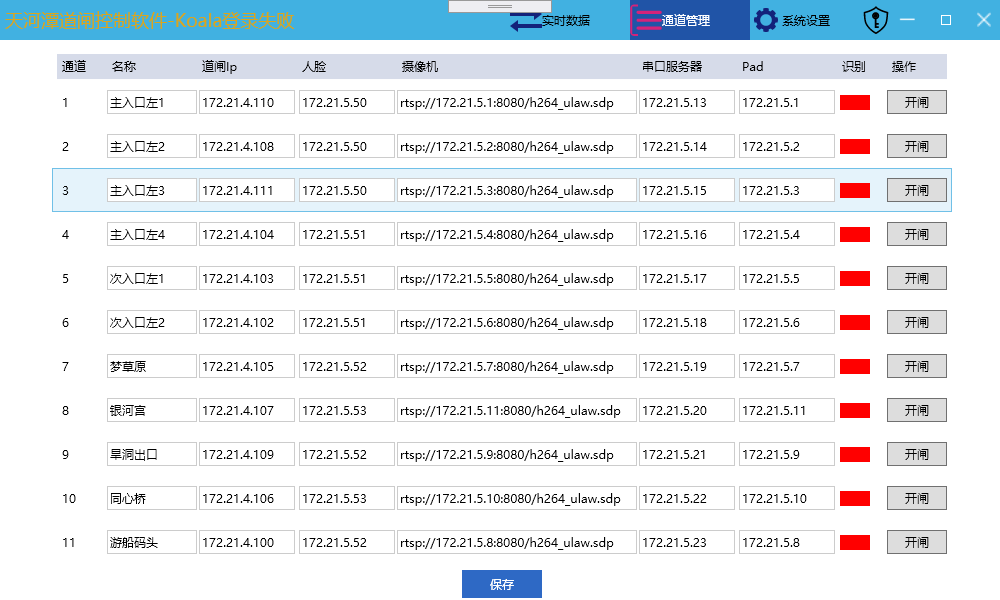 天河潭道闸控制软件-Koala登录失败 实时数据 通道管理 系统设置
通道 名称 道闸Ip 人脸 摄像机 串口服务器 Pad 识别 操作
1 主入口左1 172.21.4.110 172.21.5.50 rtsp://172.21.5.1:8080/h264_ulaw.sdp 172.21.5.13 172.21.5.1 开闸
2 主入口左2 172.21.4.108 172.21.5.50 rtsp://172.21.5.2:8080/h264_ulaw.sdp 172.21.5.14 172.21.5.2 开闸
3 主入口左3 172.21.4.111 172.21.5.50 rtsp://172.21.5.3:8080/h264_ulaw.sdp 172.21.5.15 172.21.5.3 开闸
4 主入口左4 172.21.4.104 172.21.5.51 rtsp://172.21.5.4:8080/h264_ulaw.sdp 172.21.5.16 172.21.5.4 开闸
5 次入口左1 172.21.4.103 172.21.5.51 rtsp://172.21.5.5:8080/h264_ulaw.sdp 172.21.5.17 172.21.5.5 开闸
6 次入口左2 172.21.4.102 172.21.5.51 rtsp://172.21.5.6:8080/h264_ulaw.sdp 172.21.5.18 172.21.5.6 开闸
7 梦草原 172.21.4.105 172.21.5.52 rtsp://172.21.5.7:8080/h264_ulaw.sdp 172.21.5.19 172.21.5.7 开闸
8 银河宫 172.21.4.107 172.21.5.53 rtsp://172.21.5.11:8080/h264_ulaw.sdp 172.21.5.20 172.21.5.11 开闸
9 旱洞出口 172.21.4.109 172.21.5.52 rtsp://172.21.5.9:8080/h264_ulaw.sdp 172.21.5.21 172.21.5.9 开闸
10 同心桥 172.21.4.106 172.21.5.53 rtsp://172.21.5.10:8080/h264_ulaw.sdp 172.21.5.22 172.21.5.10 开闸
11 游船码头 172.21.4.100 172.21.5.52 rtsp://172.21.5.8:8080/h264_ulaw.sdp 172.21.5.23 172.21.5.8 开闸
保存